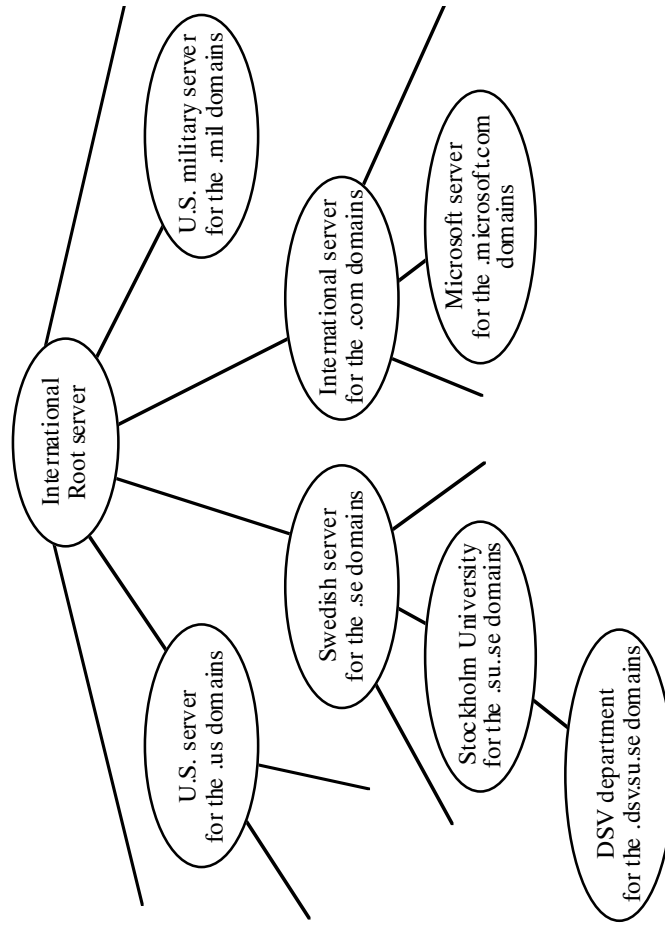 International
Root server
U.S. server
for the .us domains
U.S. military server
for the .mil domains
Swedish server
for the .se domains
International server
for the .com domains
Stockholm University
for the .su.se domains
Microsoft server
for the .microsoft.com
domains
DSV department
for the .dsv.su.se domains